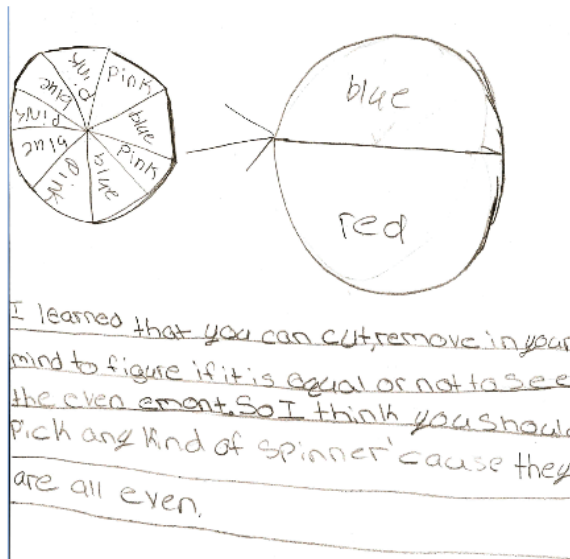 pink
pink
blue
blue
pink
pink
blue
blue
pink
blue
red
I learned that you can cut, remove in your
mind to figure if it is equal or not to see
the even emont. So I think you should
Pick any kind of spinner 'cause they
are all even.